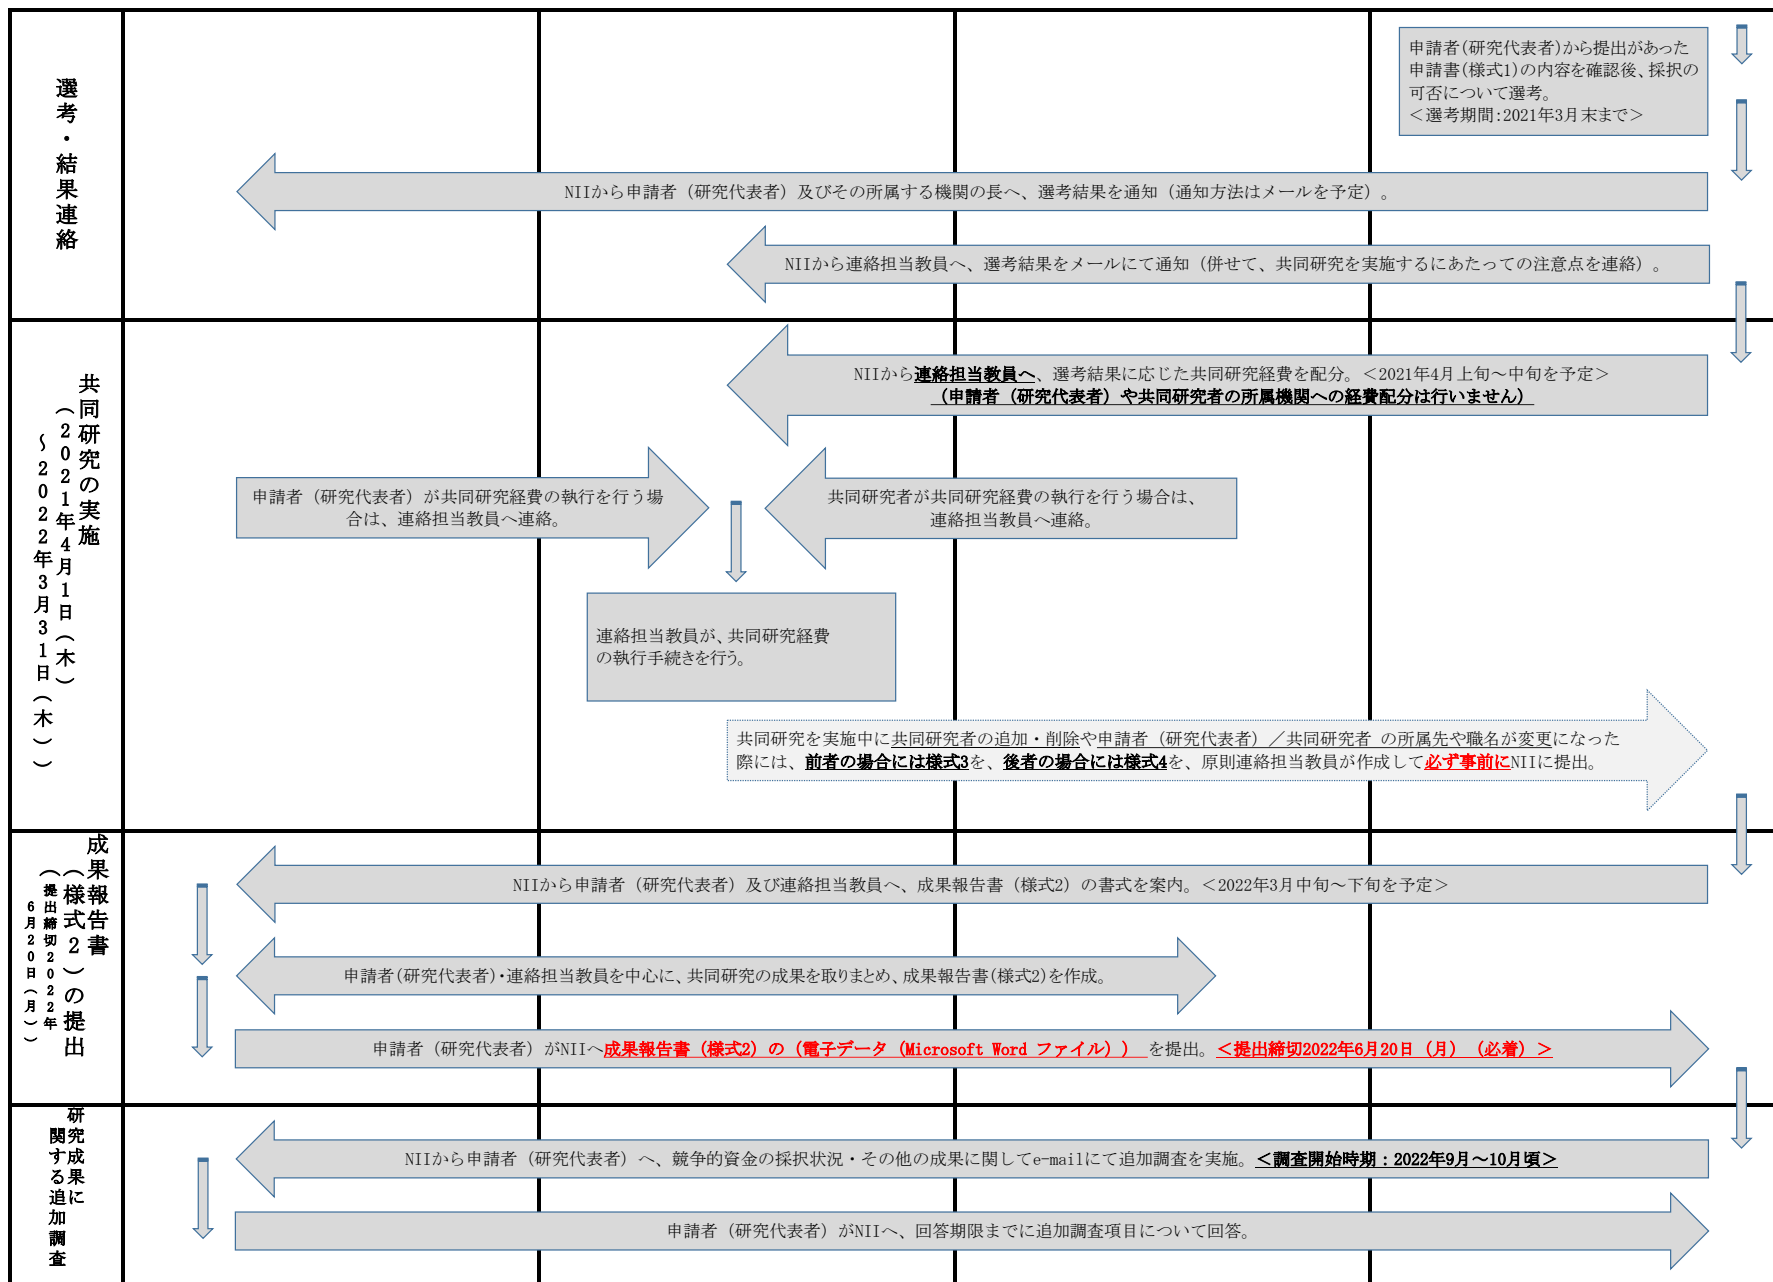 選考・結果連絡
申請者(研究代表者)から提出があった
申請書(様式1)の内容を確認後、採択の
可否について選考。
＜選考期間:2021年3月末まで＞
NIIから申請者（研究代表者）及びその所属する機関の長へ、選考結果を通知（通知方法はメールを予定）。
NIIから連絡担当教員へ、選考結果をメールにて通知（併せて、共同研究を実施するにあたっての注意点を連絡）。
共同研究の実施
（2021年4月1日（木）
～2022年3月31日（木））
NIIから連絡担当教員へ、選考結果に応じた共同研究経費を配分。＜2021年4月上旬～中旬を予定＞
（申請者（研究代表者）や共同研究者の所属機関への経費配分は行いません）
申請者（研究代表者）が共同研究経費の執行を行う場
合は、連絡担当教員へ連絡。
共同研究者が共同研究経費の執行を行う場合は、
連絡担当教員へ連絡。
連絡担当教員が、共同研究経費
の執行手続きを行う。
共同研究を実施中に共同研究者の追加・削除や申請者（研究代表者）／共同研究者 の所属先や職名が変更になった
際には、前者の場合には様式3を、後者の場合には様式4を、原則連絡担当教員が作成して必ず事前にNIIに提出。
成果報告書
（様式2）の提出
（提出締切2022年
6月20日（月））
NIIから申請者（研究代表者）及び連絡担当教員へ、成果報告書（様式2）の書式を案内。＜2022年3月中旬～下旬を予定＞
申請者(研究代表者)・連絡担当教員を中心に、共同研究の成果を取りまとめ、成果報告書(様式2)を作成。
申請者（研究代表者）がNIIへ成果報告書（様式2）の（電子データ（Microsoft Word ファイル）） を提出。＜提出締切2022年6月20日（月）（必着）＞
研究成果に
関する追加調査
NIIから申請者（研究代表者）へ、競争的資金の採択状況・その他の成果に関してe-mailにて追加調査を実施。＜調査開始時期：2022年9月～10月頃＞
申請者（研究代表者）がNIIへ、回答期限までに追加調査項目について回答。